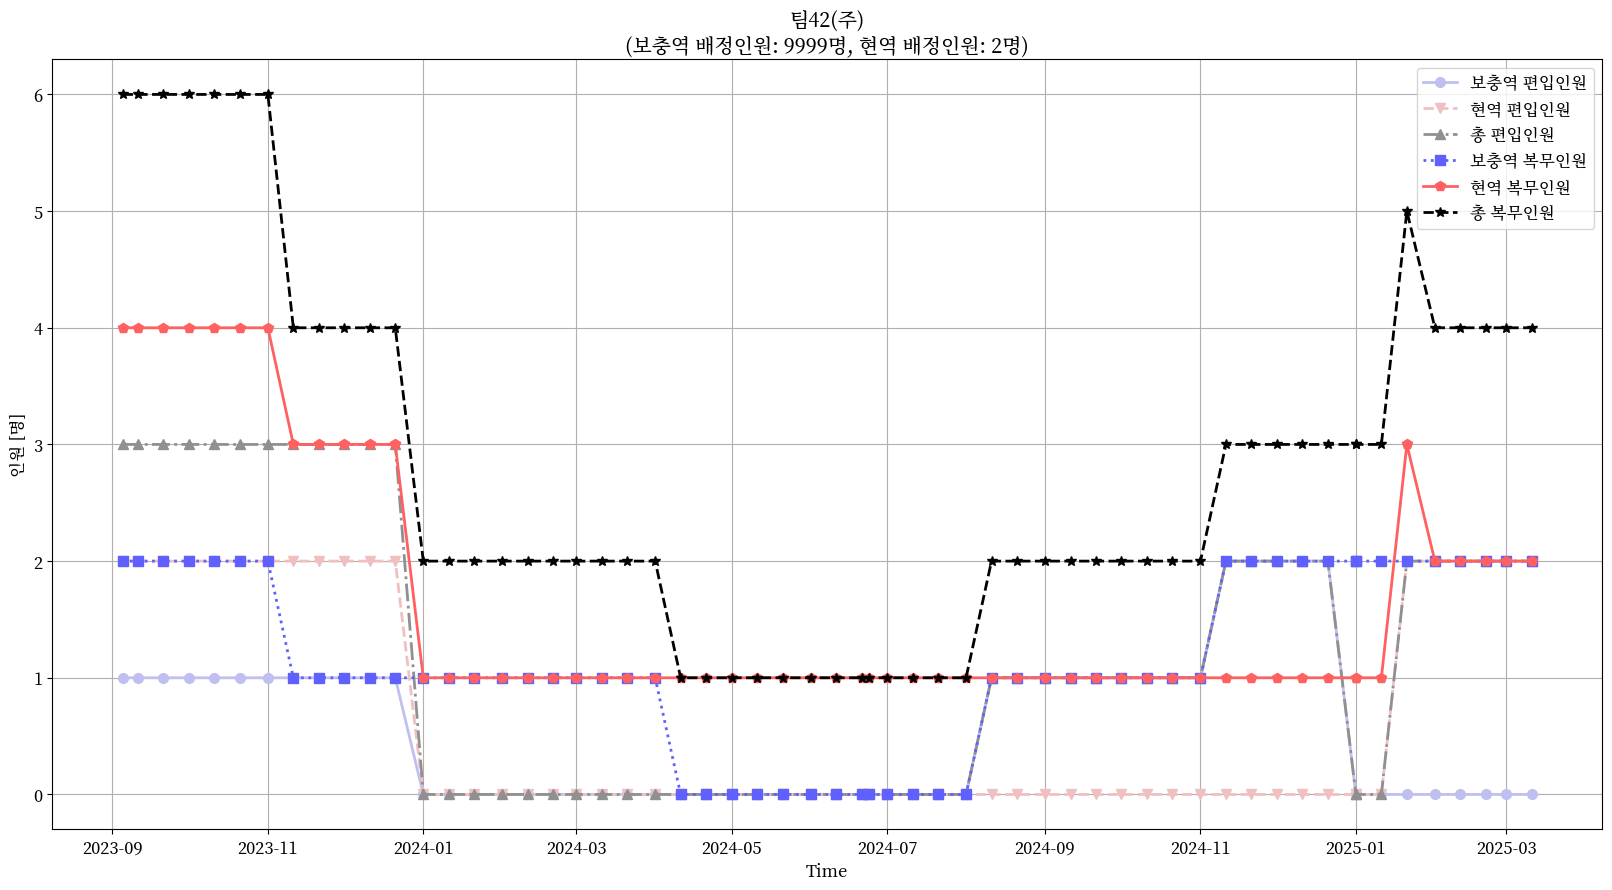 팀42(주)
(보충역 배정인원: 9999명, 현역 배정인원: 2명)
보충역 편입인원
현역 편입인원
총 편입인원
보충역 복무인원
현역 복무인원
총 복무인원
인원 [명]
6
5
4
3
2
1
0
2023-09 2023-11 2024-01 2024-03 2024-05 2024-07 2024-09 2024-11 2025-01 2025-03
Time